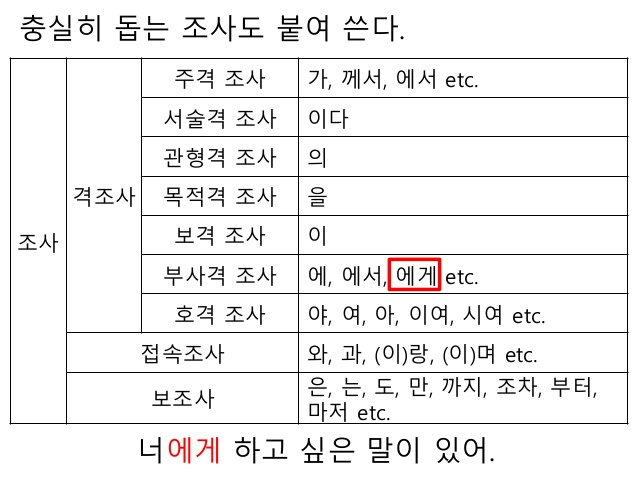 충실히 돕는 조사도 붙여 쓴다.
조사
격조사
주격 조사 가, 께서, 에서 etc.
서술격 조사 이다
관형격 조사 의
목적격 조사 을
보격 조사 이
부사격 조사 에, 에서, 에게 etc.
호격 조사 야, 여, 아, 이여, 시여 etc.
접속조사 와, 과, (이)랑, (이)며 etc.
보조사 은, 는, 도, 만, 까지, 조차, 부터,
마저 etc.
너에게 하고 싶은 말이 있어.